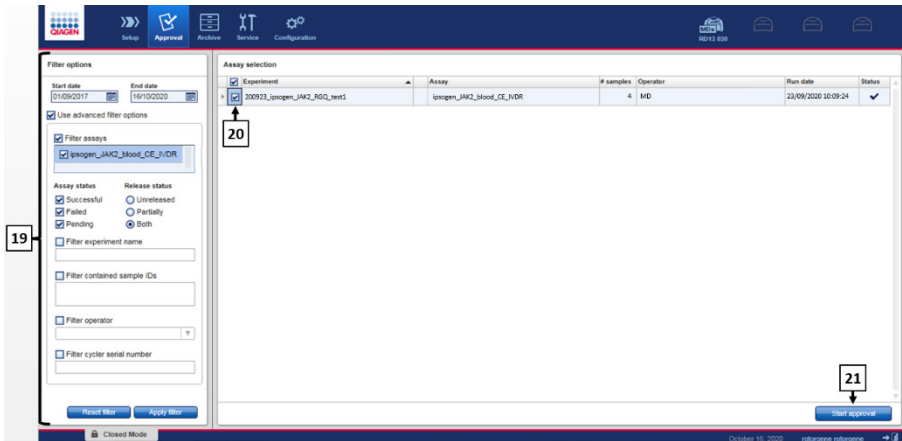 QIAGEN
Setup
Approval
Archive
Service
Configuration
MDx
RD13 030
Filter options
Start date
End date
01/09/2017
16/10/2020
Use advanced filter options
Filter assays
ipsogen_JAK2_blood_CE_IVDR
Assay status
Release status
Successful
Unreleased
Failed
Partially
Pending
Both
Filter experiment name
Filter contained sample IDs
Filter operator
Filter cycler serial number
Reset filter
Apply filter
19
Assay selection
Experiment
Assay
# samples
Operator
Run date
Status
200923_ipsogen_JAK2_RGQ_test1
ipsogen_JAK2_blood_CE_IVDR
4
MD
23/09/2020 10:09:24
20
21
Start approval
Closed Mode
October 16, 2020
rotorgene rotorgene